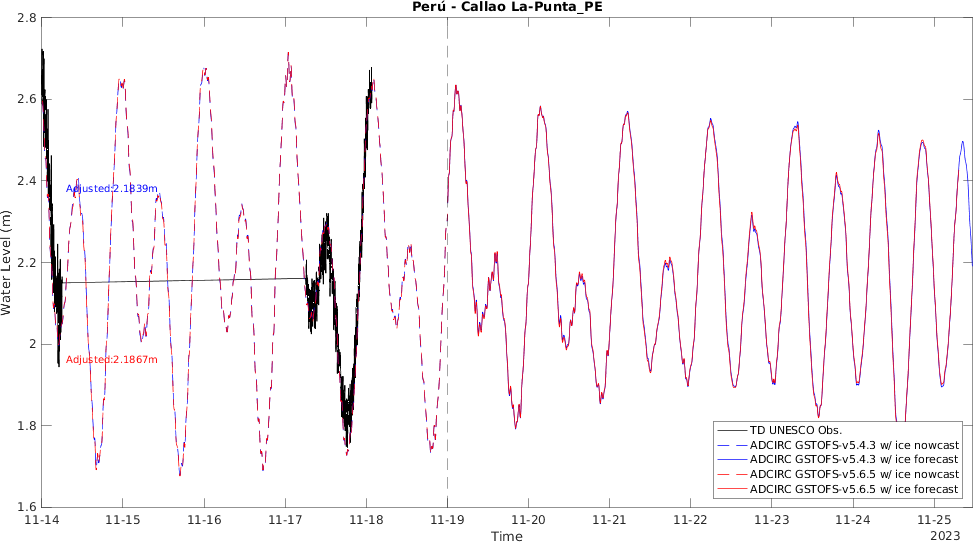 Perú - Callao La-Punta_PE
2.8
2.6
2.4
2.2
2
1.8
1.6
Water Level (m)
Adjusted:2.1839m
Adjusted:2.1867m
TD UNESCO Obs.
ADCIRC GSTOFS-v5.4.3 w/ ice nowcast
ADCIRC GSTOFS-v5.4.3 w/ ice forecast
ADCIRC GSTOFS-v5.6.5 w/ ice nowcast
ADCIRC GSTOFS-v5.6.5 w/ ice forecast
11-14 11-15 11-16 11-17 11-18 11-19 11-20 11-21 11-22 11-23 11-24 11-25
2023
Time